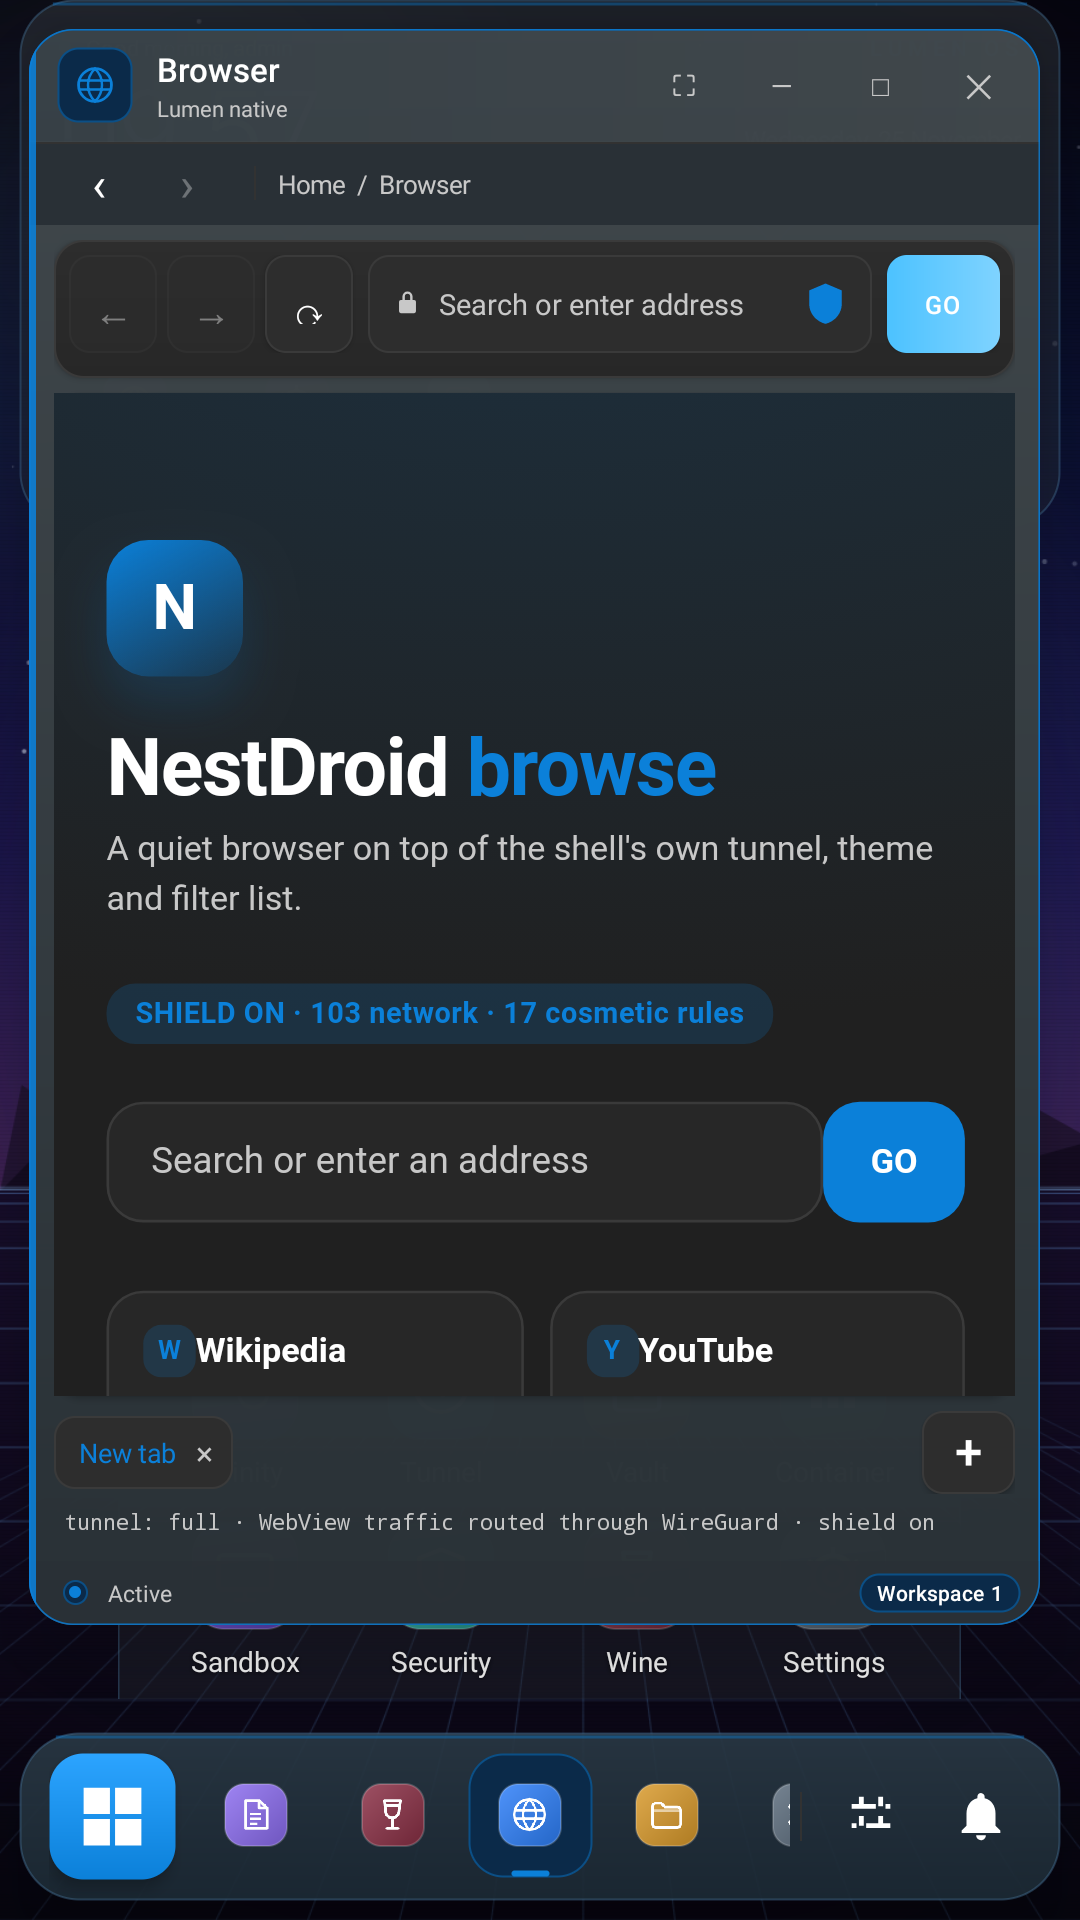 Browser
Lumen native
Home / Browser
Search or enter address
GO
N
NestDroid browse
A quiet browser on top of the shell's own tunnel, theme
and filter list.
SHIELD ON · 103 network · 17 cosmetic rules
Search or enter an address
GO
W Wikipedia
Y YouTube
New tab ×
tunnel: full · WebView traffic routed through WireGuard · shield on
Active
Workspace 1
Sandbox
Security
Wine
Settings